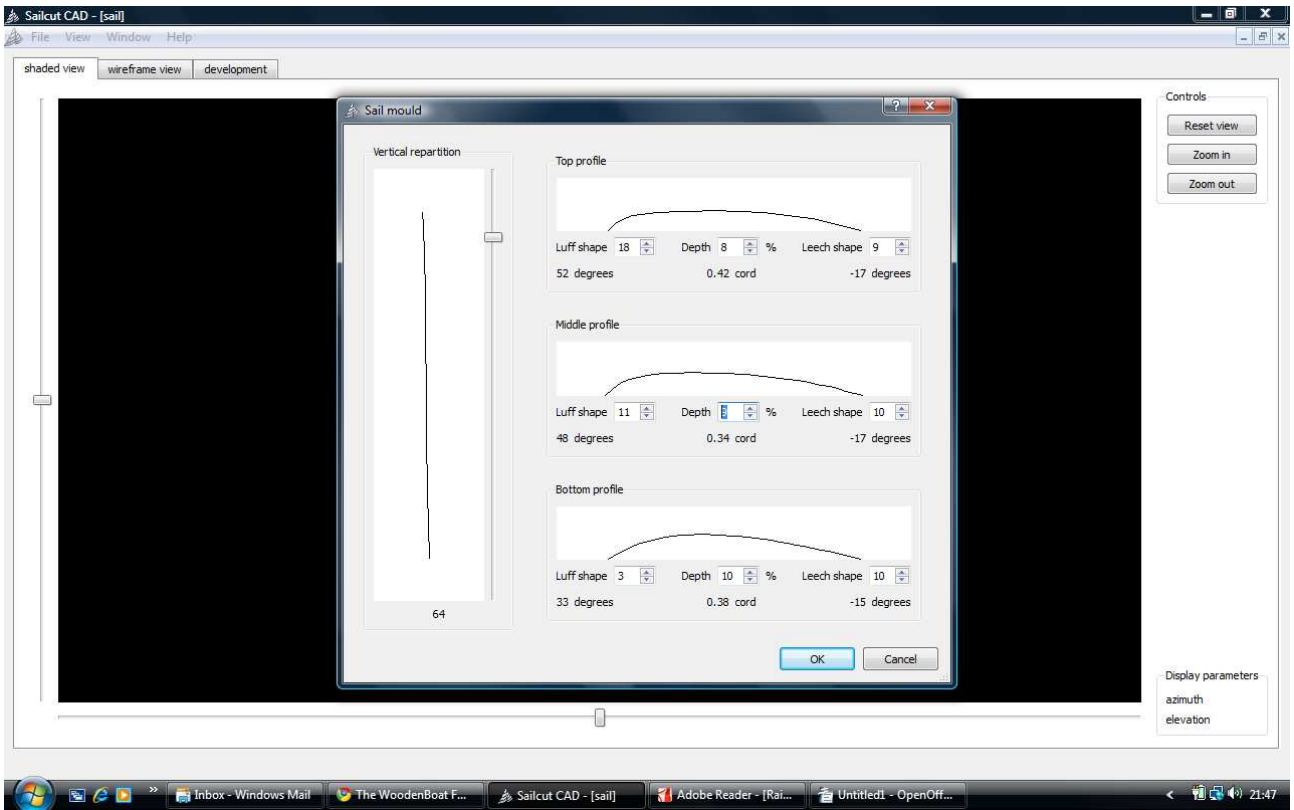 Sailcut CAD - [sail]
File View Window Help
shaded view wireframe view development
Controls
Reset view
Zoom in
Zoom out
Sail mould
Vertical repartition
64
Top profile
Luff shape 18 Depth 8 % Leech shape 9
52 degrees 0.42 cord -17 degrees
Middle profile
Luff shape 11 Depth % Leech shape 10
48 degrees 0.34 cord -17 degrees
Bottom profile
Luff shape 3 Depth 10 % Leech shape 10
33 degrees 0.38 cord -15 degrees
OK Cancel
Display parameters
azimuth
elevation
Inbox - Windows Mail The WoodenBoat F... Sailcut CAD - [sail] Adobe Reader - [Rai... Untitled1 - OpenOff... 21:47